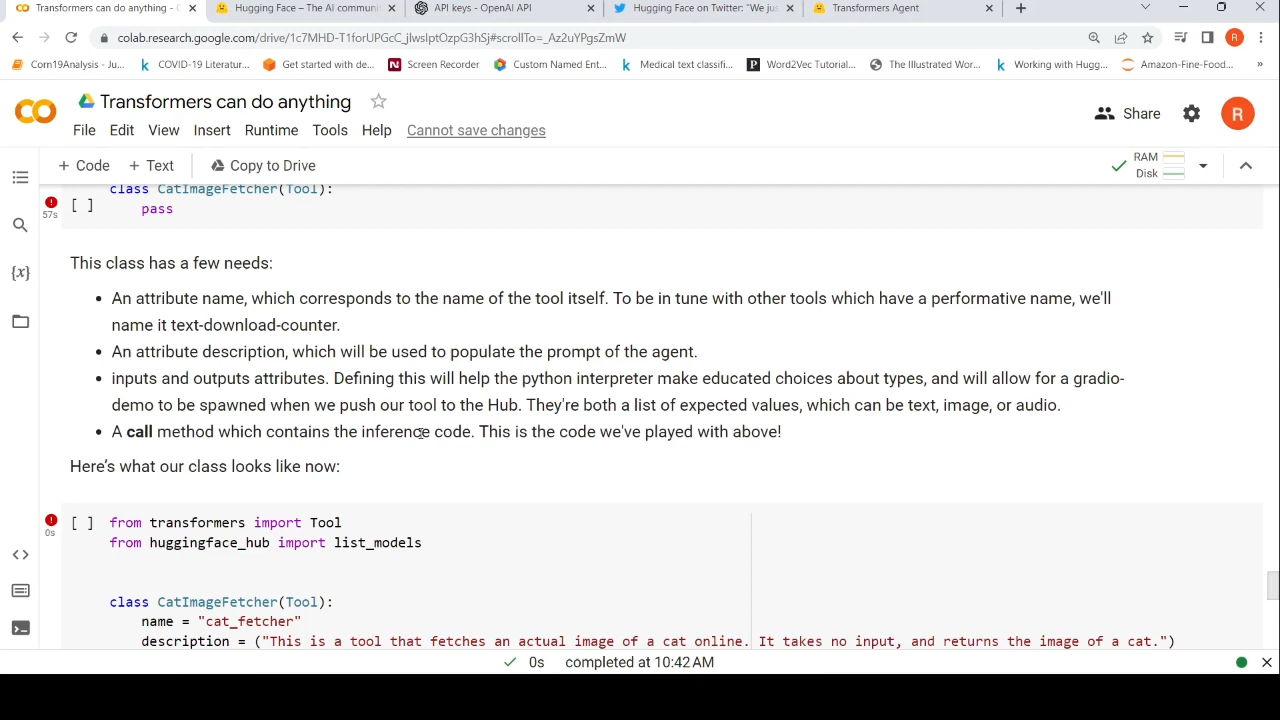 Transformers can do anything - C
Hugging Face – The AI communi
API keys - OpenAI API
Hugging Face on Twitter: "We jus
Transformers Agent
colab.research.google.com/drive/1c7MHD-T1forUPGcC_jlwslptOzpG3hSj#scrollTo=_Az2uYPgsZmW
R
Corn19Analysis - Ju...
COVID-19 Literatur...
Get started with de...
Screen Recorder
Custom Named Ent...
Medical text classifi...
Word2Vec Tutorial...
The Illustrated Wor...
Working with Hugg...
Amazon-Fine-Food...
Transformers can do anything
File Edit View Insert Runtime Tools Help Cannot save changes
Share
R
+ Code + Text Copy to Drive
RAM
Disk
class CatImageFetcher(Tool):
[ ] pass
57s
This class has a few needs:
• An attribute name, which corresponds to the name of the tool itself. To be in tune with other tools which have a performative name, we'll
name it text-download-counter.
• An attribute description, which will be used to populate the prompt of the agent.
• inputs and outputs attributes. Defining this will help the python interpreter make educated choices about types, and will allow for a gradio-
demo to be spawned when we push our tool to the Hub. They're both a list of expected values, which can be text, image, or audio.
• A call method which contains the inference code. This is the code we've played with above!
Here's what our class looks like now:
[ ] from transformers import Tool
0s
from huggingface_hub import list_models
class CatImageFetcher(Tool):
name = "cat_fetcher"
description = ("This is a tool that fetches an actual image of a cat online. It takes no input, and returns the image of a cat.")
0s completed at 10:42 AM